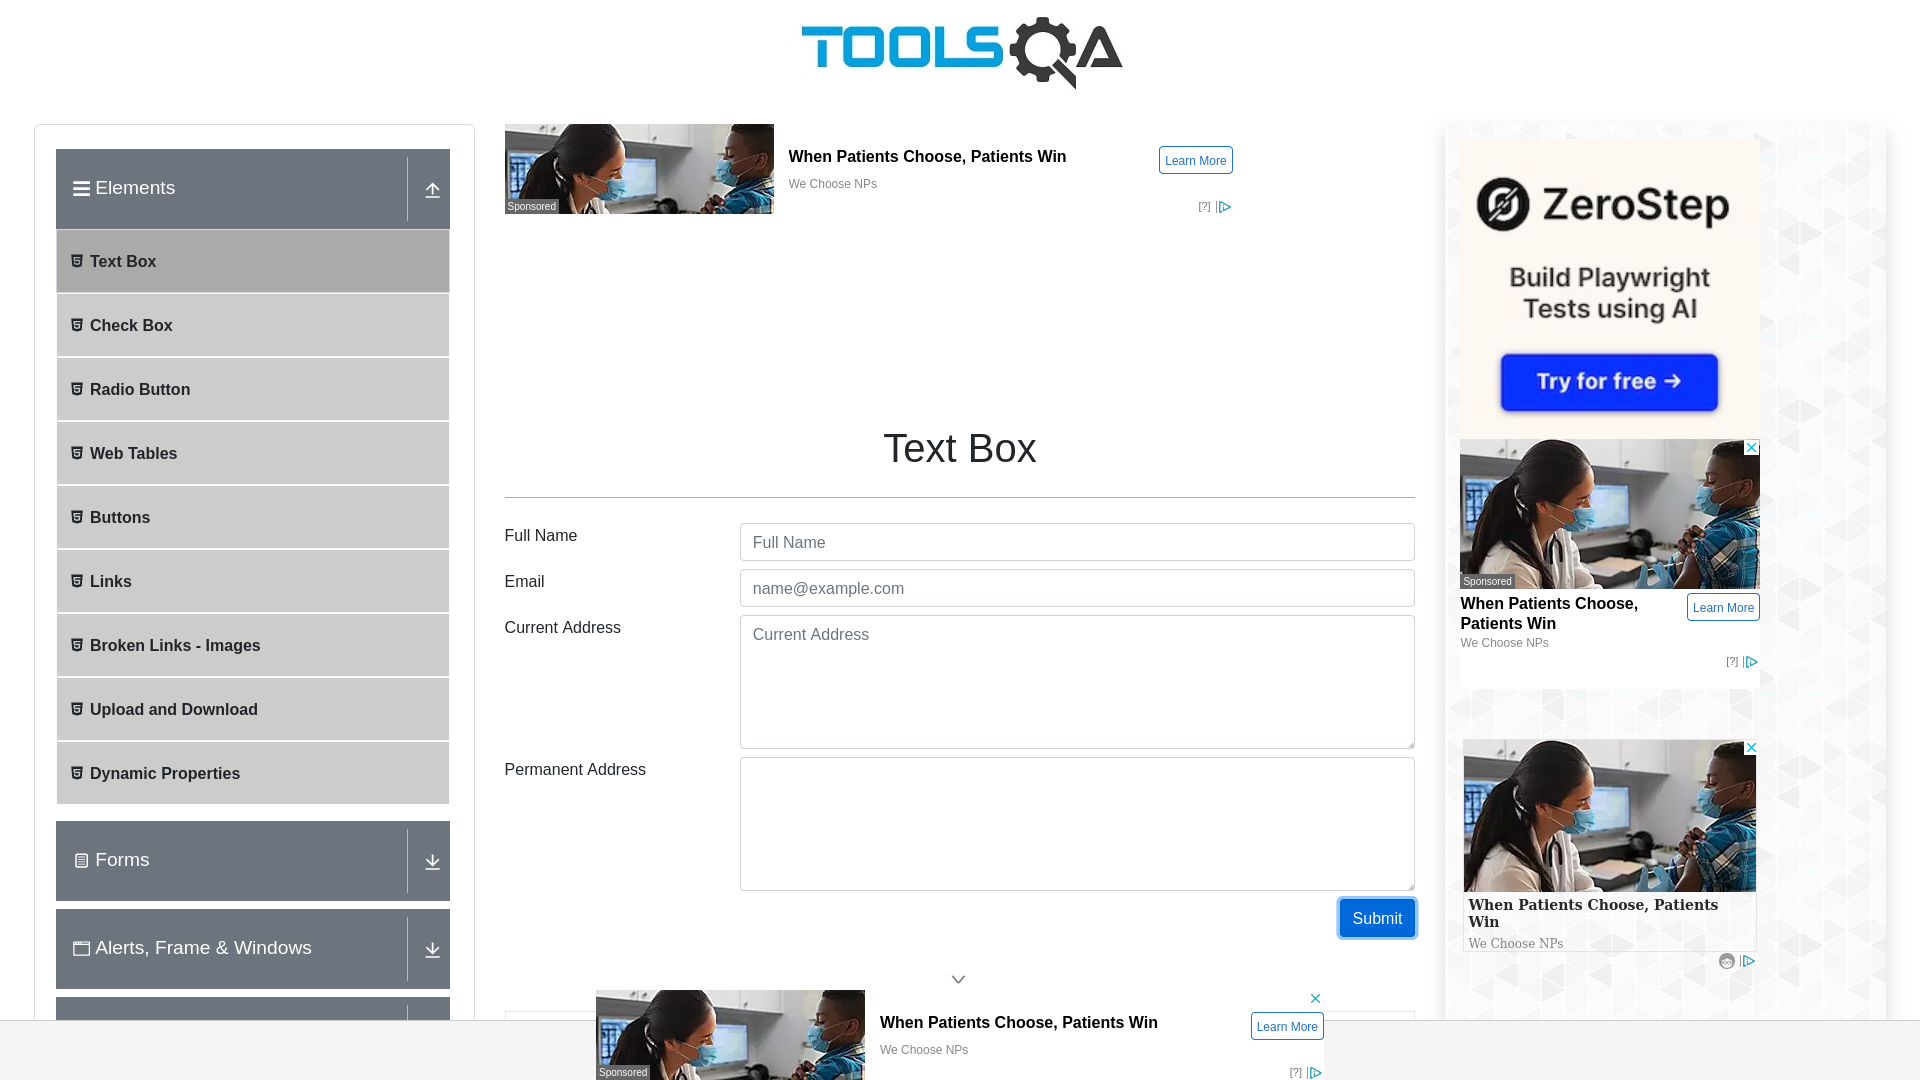 TOOLSQA
Elements
Text Box
Check Box
Radio Button
Web Tables
Buttons
Links
Broken Links - Images
Upload and Download
Dynamic Properties
Forms
Alerts, Frame & Windows
Sponsored
When Patients Choose, Patients Win
We Choose NPs
Learn More
[?]
Text Box
Full Name
Full Name
Email
name@example.com
Current Address
Current Address
Permanent Address
Submit
Sponsored
When Patients Choose, Patients Win
We Choose NPs
Learn More
[?]
ZeroStep
Build Playwright
Tests using AI
Try for free →
Sponsored
When Patients Choose,
Patients Win
Learn More
We Choose NPs
[?]
When Patients Choose, Patients
Win
We Choose NPs